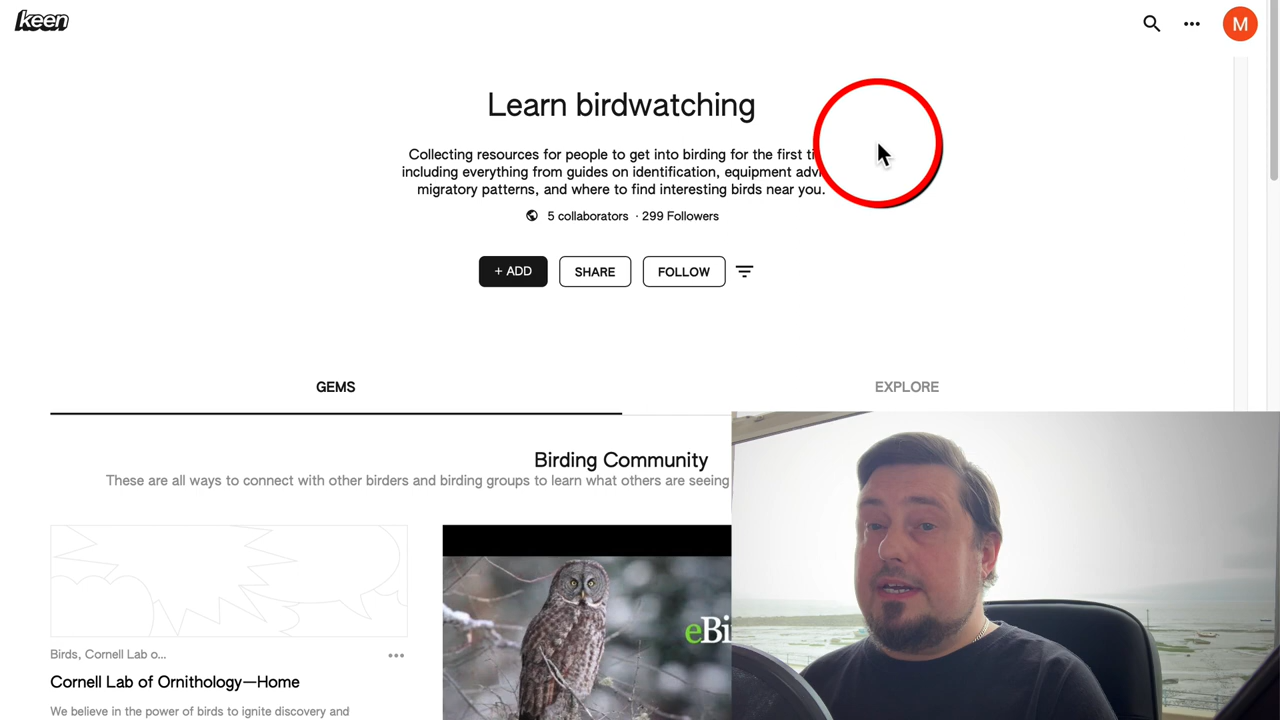 keen
M
Learn birdwatching
Collecting resources for people to get into birding for the first
including everything from guides on identification, equipment
migratory patterns, and where to find interesting birds near you.
5 collaborators · 299 Followers
+ ADD
SHARE
FOLLOW
GEMS
EXPLORE
Birding Community
These are all ways to connect with other birders and birding groups to learn what others are seeing
Birds, Cornell Lab o...
Cornell Lab of Ornithology—Home
We believe in the power of birds to ignite discovery and
eBi